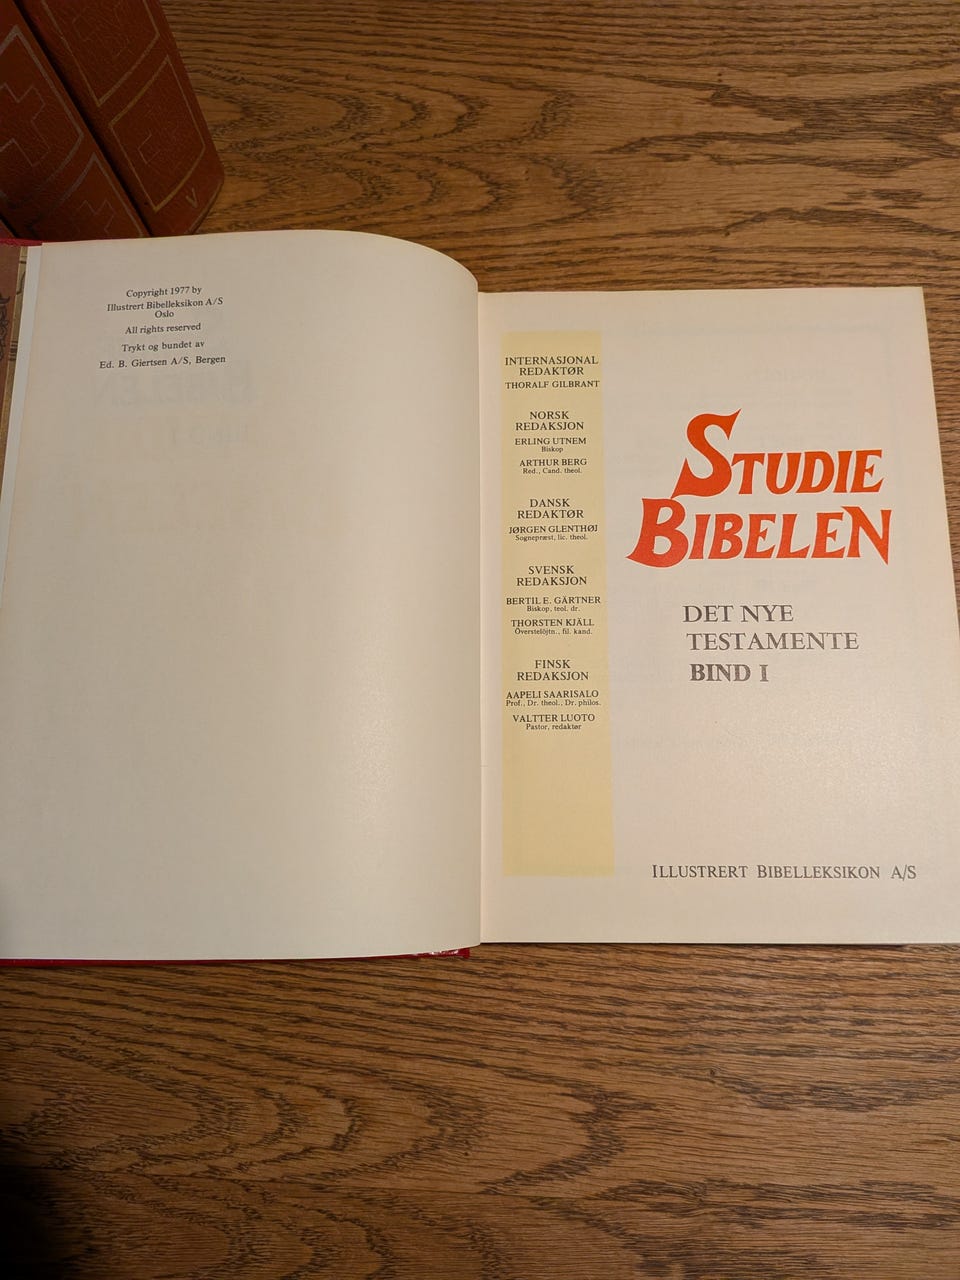 Copyright 1977 by
Illustrert Bibelleksikon A/S
Oslo
All rights reserved
Trykt og bundet av
Ed. B. Giertsen A/S, Bergen
INTERNASJONAL
REDAKTØR
THORALF GILBRANT
NORSK
REDAKSJON
ERLING UTNEM
Biskop
ARTHUR BERG
Red., Cand. theol.
DANSK
REDAKTØR
JØRGEN GLENTHØJ
Sognepræst, lic. theol.
SVENSK
REDAKSJON
BERTIL E. GÄRTNER
Biskop, teol. dr.
THORSTEN KJÄLL
Överstelöjtn., fil. kand.
FINSK
REDAKSJON
AAPELI SAARISALO
Prof., Dr. theol., Dr. philos.
VALTTER LUOTO
Pastor, redaktør
STUDIE
BIBELEN
DET NYE
TESTAMENTE
BIND I
ILLUSTRERT BIBELLEKSIKON A/S
V